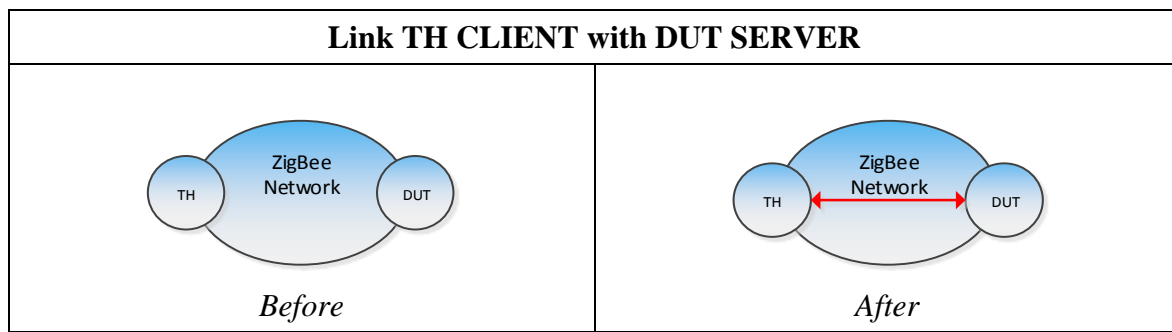 Link TH CLIENT with DUT SERVER
ZigBee
Network
TH
DUT
Before
ZigBee
Network
TH
DUT
After